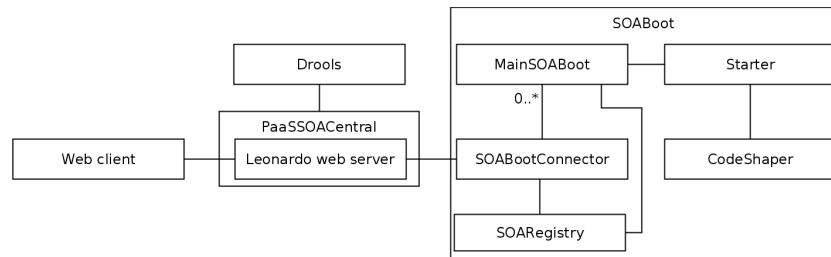 SOABoot
Drools
MainSOABoot
Starter
0..*
PaaSSOACentral
Web client
Leonardo web server
SOABootConnector
CodeShaper
SOARegistry